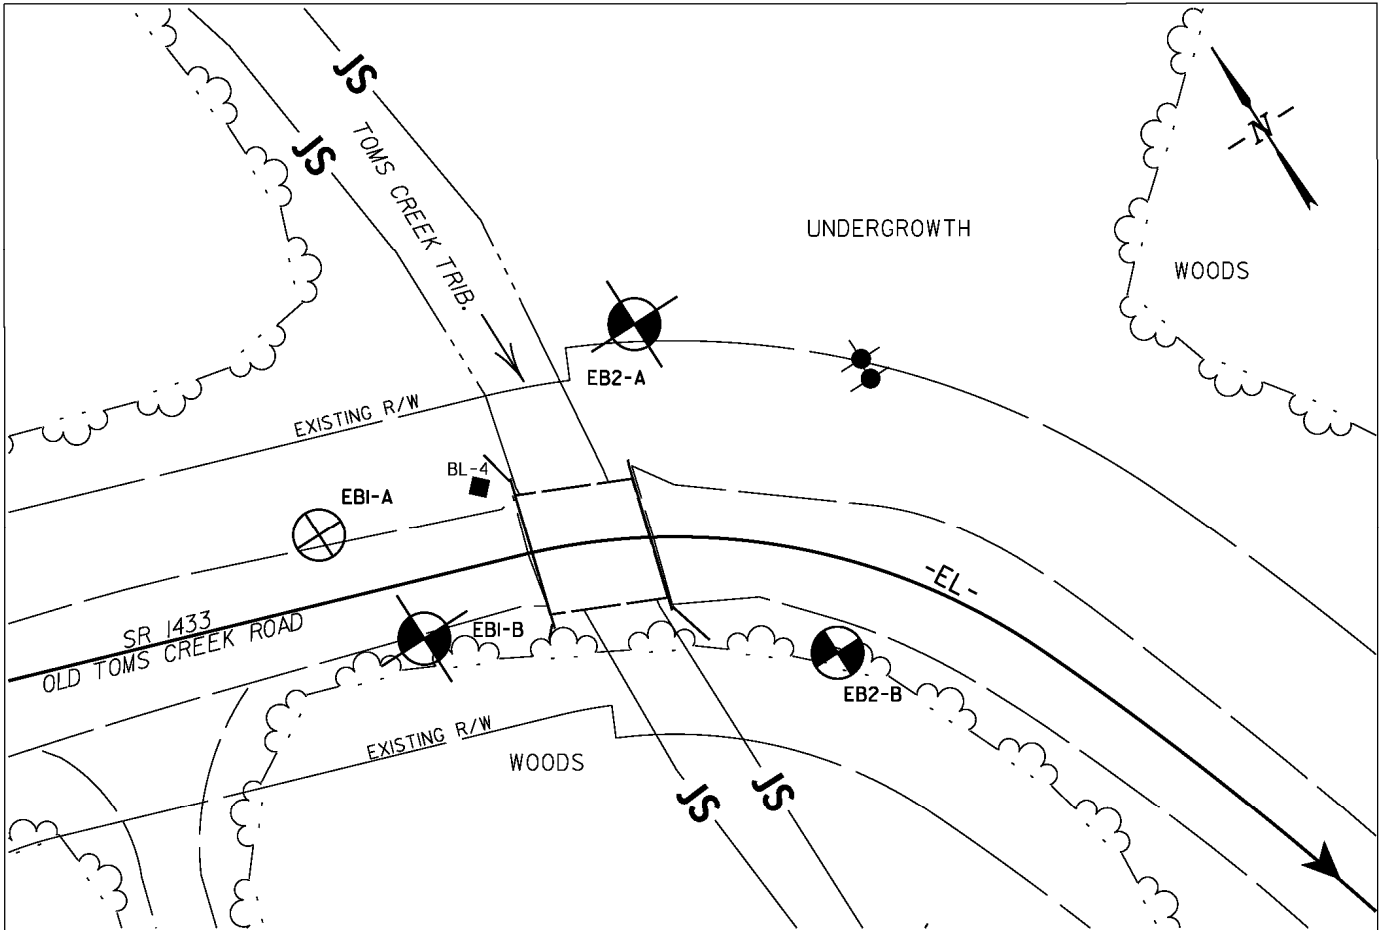 JS
JS
TOMS CREEK TRIB.
-N-
UNDERGROWTH
WOODS
EB2-A
EXISTING R/W
BL-4
EB1-A
-EL-
SR 1433
OLD TOMS CREEK ROAD
EB1-B
EB2-B
EXISTING R/W
WOODS
JS
JS